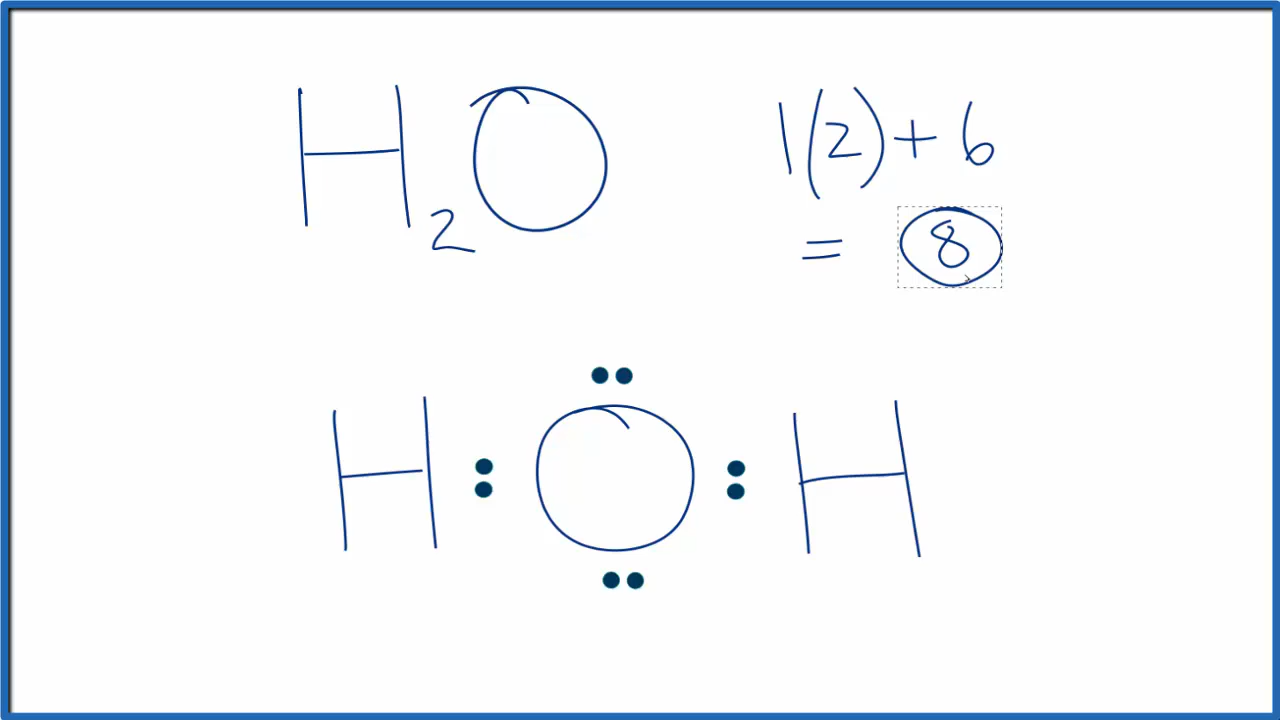 H2O
1(2) + 6
= 8
H : O : H